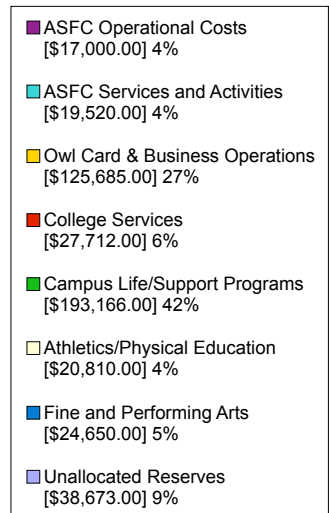 ASFC Operational Costs
[$17,000.00] 4%
ASFC Services and Activities
[$19,520.00] 4%
Owl Card & Business Operations
[$125,685.00] 27%
College Services
[$27,712.00] 6%
Campus Life/Support Programs
[$193,166.00] 42%
Athletics/Physical Education
[$20,810.00] 4%
Fine and Performing Arts
[$24,650.00] 5%
Unallocated Reserves
[$38,673.00] 9%